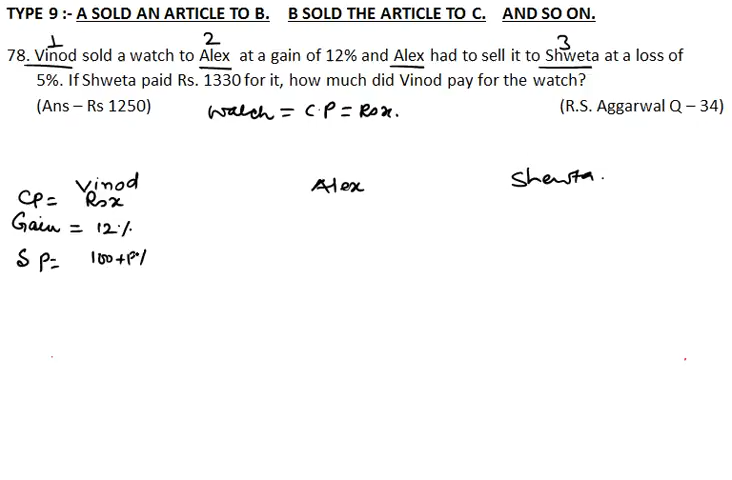 TYPE 9 :- A SOLD AN ARTICLE TO B. B SOLD THE ARTICLE TO C. AND SO ON.
1 2 3
78. Vinod sold a watch to Alex at a gain of 12% and Alex had to sell it to Shweta at a loss of
5%. If Shweta paid Rs. 1330 for it, how much did Vinod pay for the watch?
(Ans – Rs 1250) Watch = C.P = Rs x. (R.S. Aggarwal Q – 34)
Vinod Alex Shewta.
CP = Rs x
Gain = 12%
SP = 100+P%